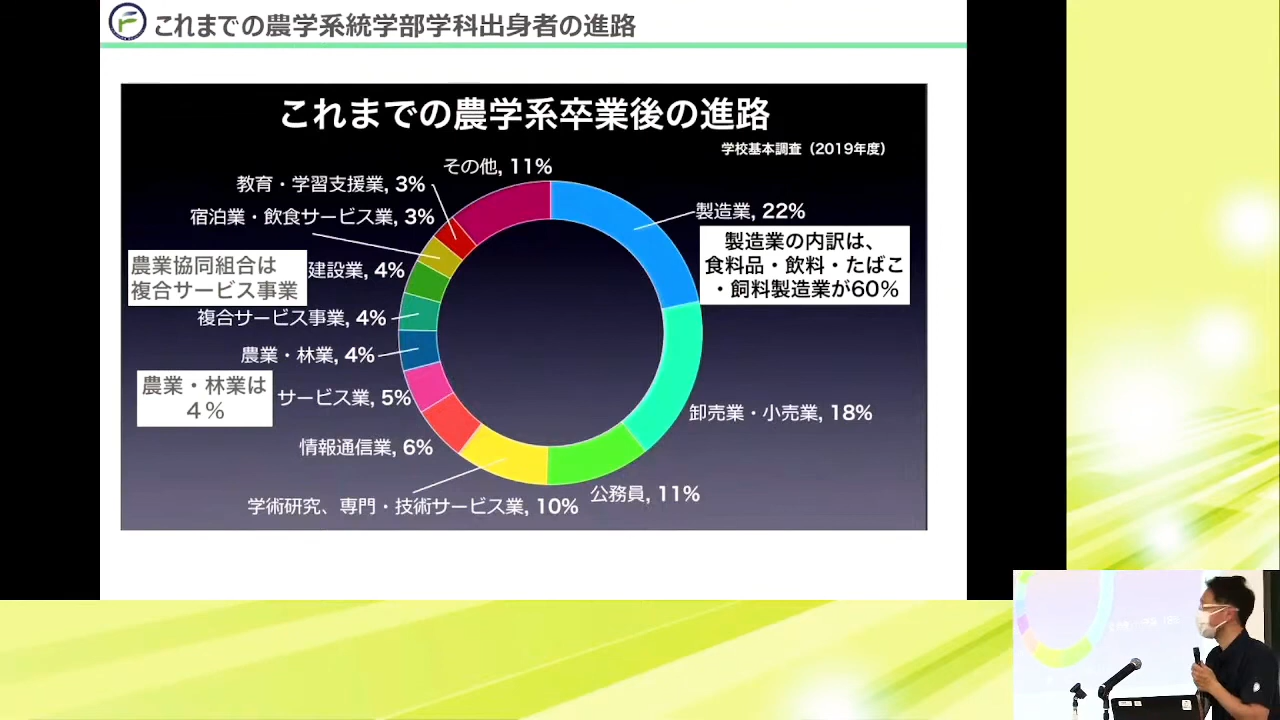 これまでの農学系統学部学科出身者の進路
これまでの農学系卒業後の進路
学校基本調査（2019年度）
その他, 11%
教育・学習支援業, 3%
宿泊業・飲食サービス業, 3%
製造業, 22%
製造業の内訳は、
食料品・飲料・たばこ
・飼料製造業が60%
農業協同組合は
複合サービス事業
建設業, 4%
複合サービス事業, 4%
農業・林業, 4%
農業・林業は
４％
サービス業, 5%
卸売業・小売業, 18%
情報通信業, 6%
公務員, 11%
学術研究、専門・技術サービス業, 10%